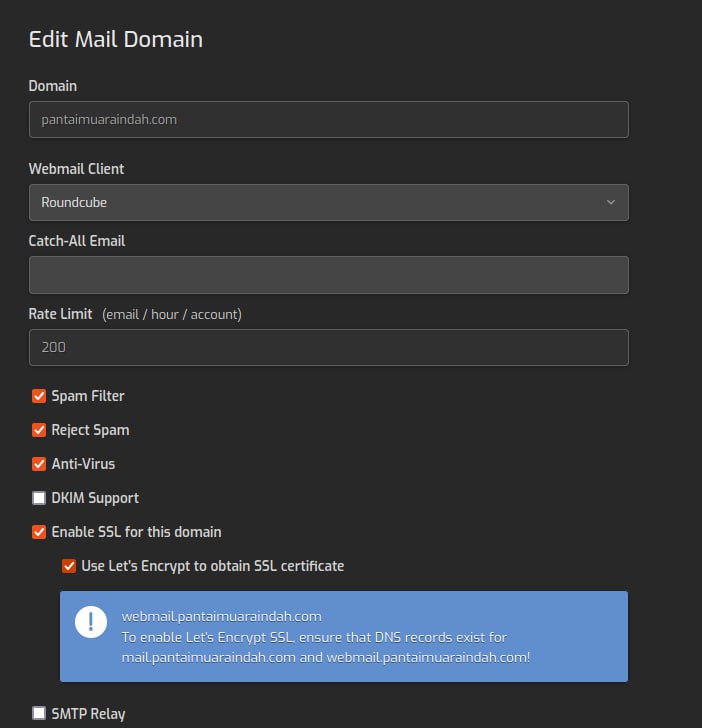 Edit Mail Domain
Domain
pantaimuaraindah.com
Webmail Client
Roundcube
Catch-All Email
Rate Limit (email / hour / account)
200
Spam Filter
Reject Spam
Anti-Virus
DKIM Support
Enable SSL for this domain
Use Let's Encrypt to obtain SSL certificate
webmail.pantaimuaraindah.com
To enable Let's Encrypt SSL, ensure that DNS records exist for
mail.pantaimuaraindah.com and webmail.pantaimuaraindah.com!
SMTP Relay